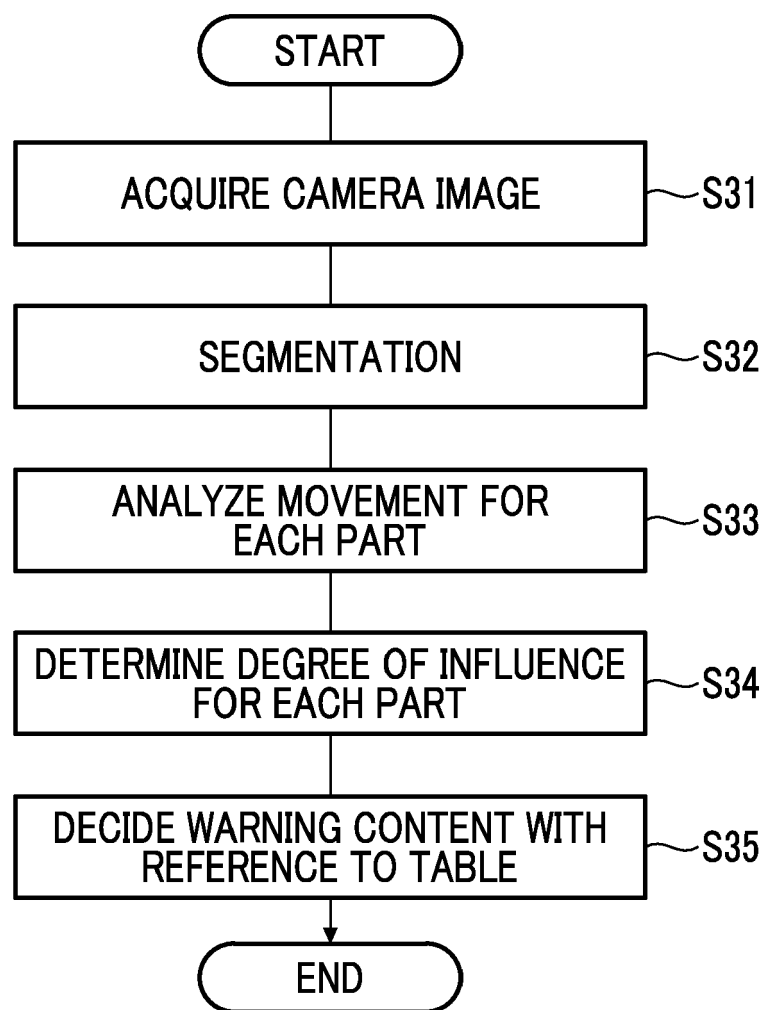 START
ACQUIRE CAMERA IMAGE
S31
SEGMENTATION
S32
ANALYZE MOVEMENT FOR
EACH PART
S33
DETERMINE DEGREE OF INFLUENCE
FOR EACH PART
S34
DECIDE WARNING CONTENT WITH
REFERENCE TO TABLE
S35
END